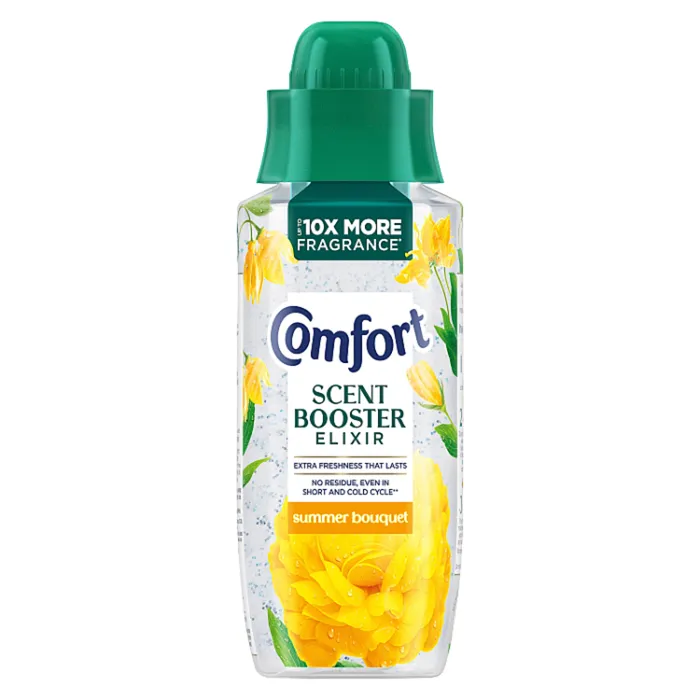 UP TO
10X MORE
FRAGRANCE*
Comfort
SCENT
BOOSTER
ELIXIR
EXTRA FRESHNESS THAT LASTS
NO RESIDUE, EVEN IN
SHORT AND COLD CYCLE**
summer bouquet